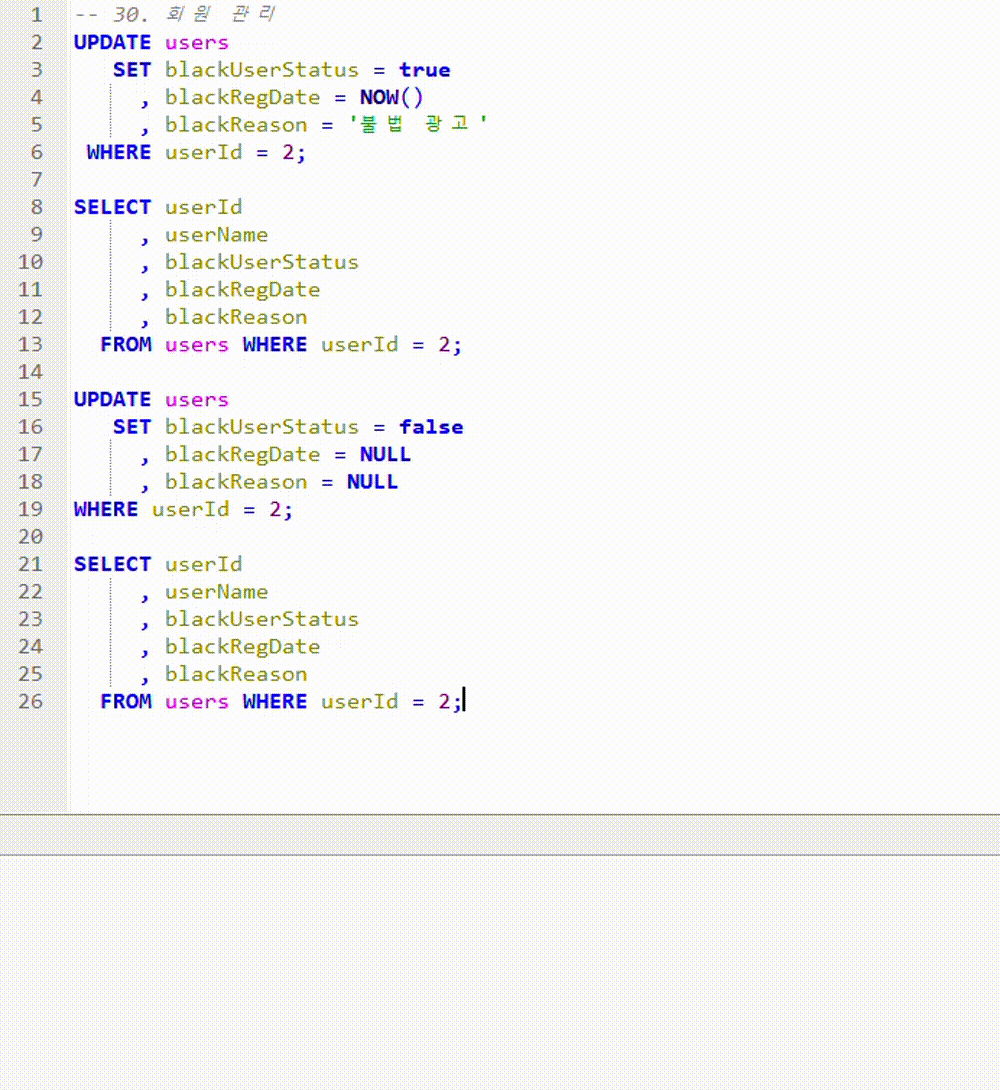 1 -- 30. 회원 관리
2 UPDATE users
3 SET blackUserStatus = true
4 , blackRegDate = NOW()
5 , blackReason = '불법 광고'
6 WHERE userId = 2;
7
8 SELECT userId
9 , userName
10 , blackUserStatus
11 , blackRegDate
12 , blackReason
13 FROM users WHERE userId = 2;
14
15 UPDATE users
16 SET blackUserStatus = false
17 , blackRegDate = NULL
18 , blackReason = NULL
19 WHERE userId = 2;
20
21 SELECT userId
22 , userName
23 , blackUserStatus
24 , blackRegDate
25 , blackReason
26 FROM users WHERE userId = 2;